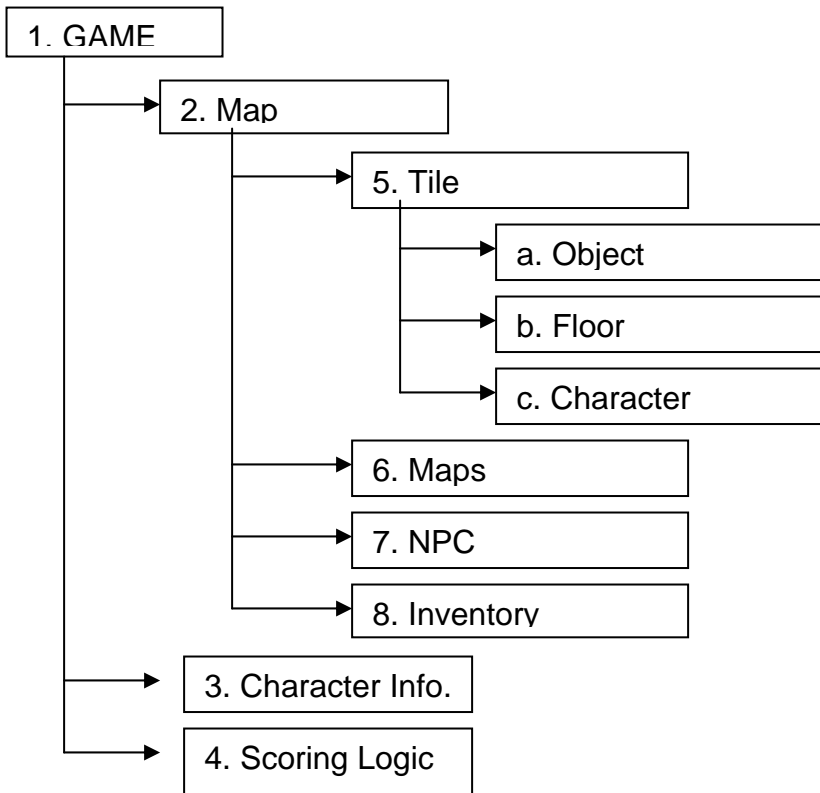 1. GAME
2. Map
5. Tile
a. Object
b. Floor
c. Character
6. Maps
7. NPC
8. Inventory
3. Character Info.
4. Scoring Logic